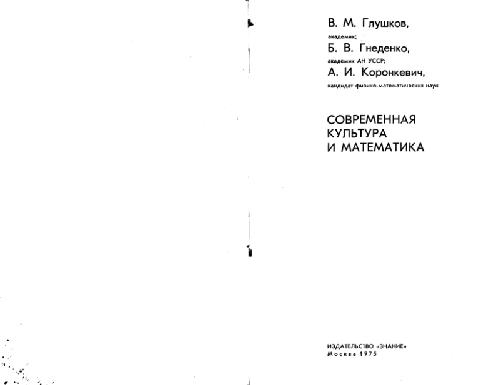 В. М. Глушков,
академик;
Б. В. Гнеденко,
академик АН УССР;
А. И. Коронкевич,
кандидат физико-математических наук
СОВРЕМЕННАЯ
КУЛЬТУРА
И МАТЕМАТИКА
ИЗДАТЕЛЬСТВО «ЗНАНИЕ»
Москва 1975